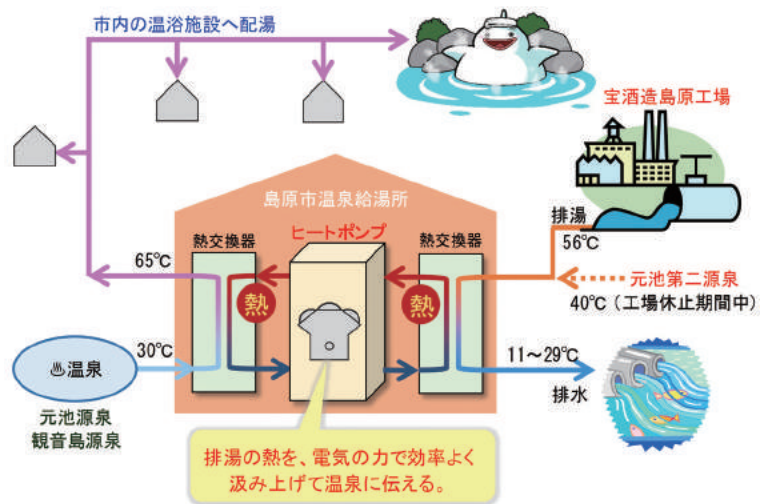 市内の温浴施設へ配湯
宝酒造島原工場
島原市温泉給湯所
熱交換器
ヒートポンプ
熱交換器
排湯
56℃
65℃
熱
熱
元池第二源泉
40℃(工場休止期間中)
30℃
♨温泉
11~29℃
排水
元池源泉
観音島源泉
排湯の熱を、電気の力で効率よく
汲み上げて温泉に伝える。